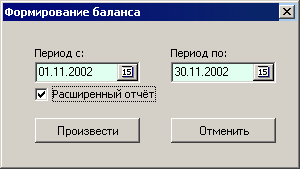 Формирование баланса
Период с: Период по:
01.11.2002 15 30.11.2002 15
Расширенный отчёт
Произвести Отменить